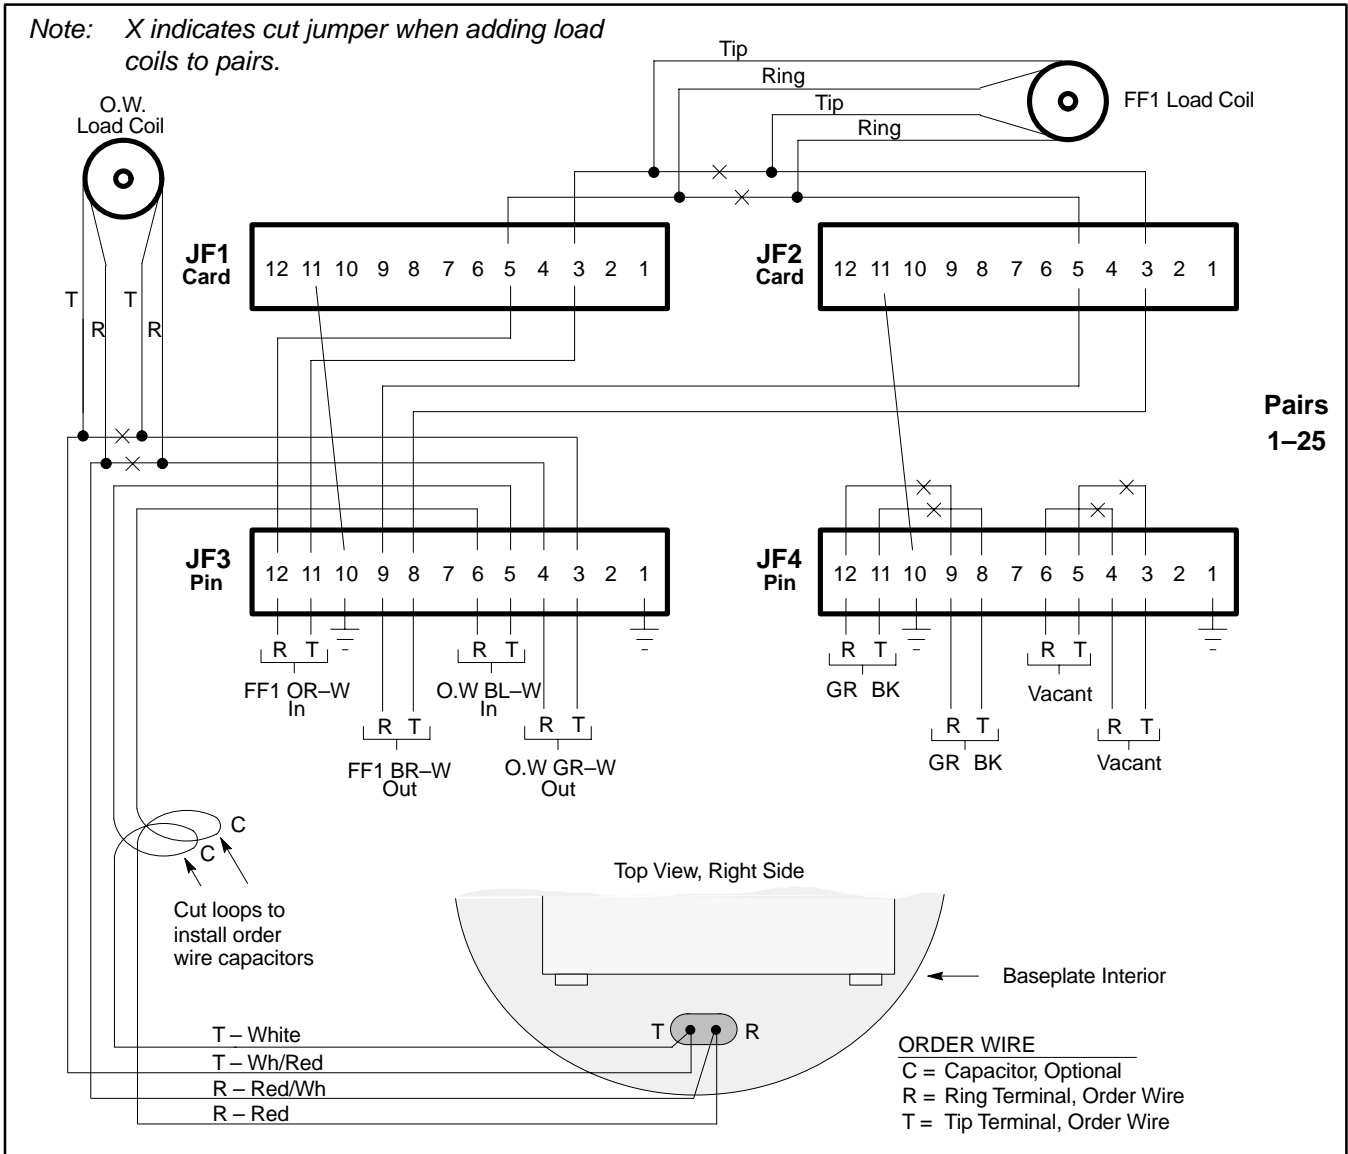 Note: X indicates cut jumper when adding load
coils to pairs.
Tip
Ring
Tip
Ring
FF1 Load Coil
O.W.
Load Coil
T
R
T
R
JF1
Card
12 11 10 9 8 7 6 5 4 3 2 1
JF2
Card
12 11 10 9 8 7 6 5 4 3 2 1
Pairs
1–25
JF3
Pin
12 11 10 9 8 7 6 5 4 3 2 1
JF4
Pin
12 11 10 9 8 7 6 5 4 3 2 1
R T
FF1 OR–W
In
R T
O.W BL–W
In
R T
FF1 BR–W
Out
R T
O.W GR–W
Out
R T
GR BK
R T
Vacant
R T
GR BK
R T
Vacant
C
C
Cut loops to
install order
wire capacitors
Top View, Right Side
Baseplate Interior
T R
T – White
T – Wh/Red
R – Red/Wh
R – Red
ORDER WIRE
C = Capacitor, Optional
R = Ring Terminal, Order Wire
T = Tip Terminal, Order Wire